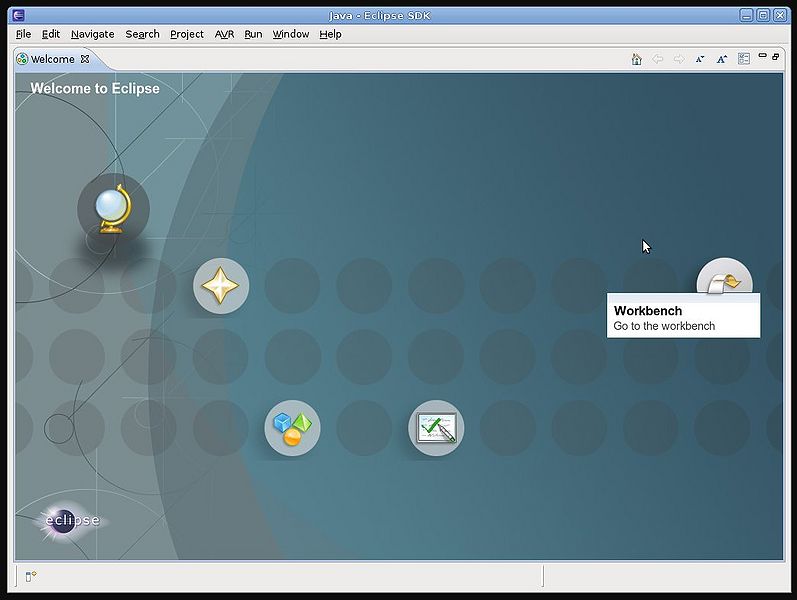 Java - Eclipse SDK
File Edit Navigate Search Project AVR Run Window Help
Welcome
Welcome to Eclipse
Workbench
Go to the workbench
eclipse